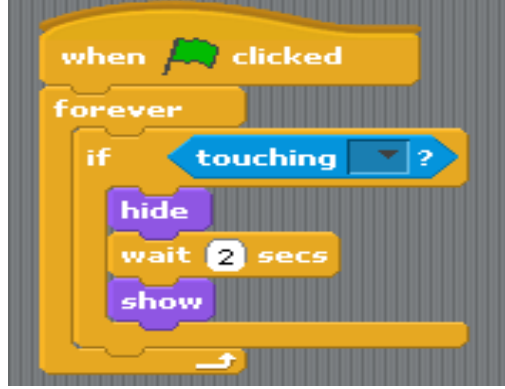 when clicked
forever
if touching ?
hide
wait 2 secs
show